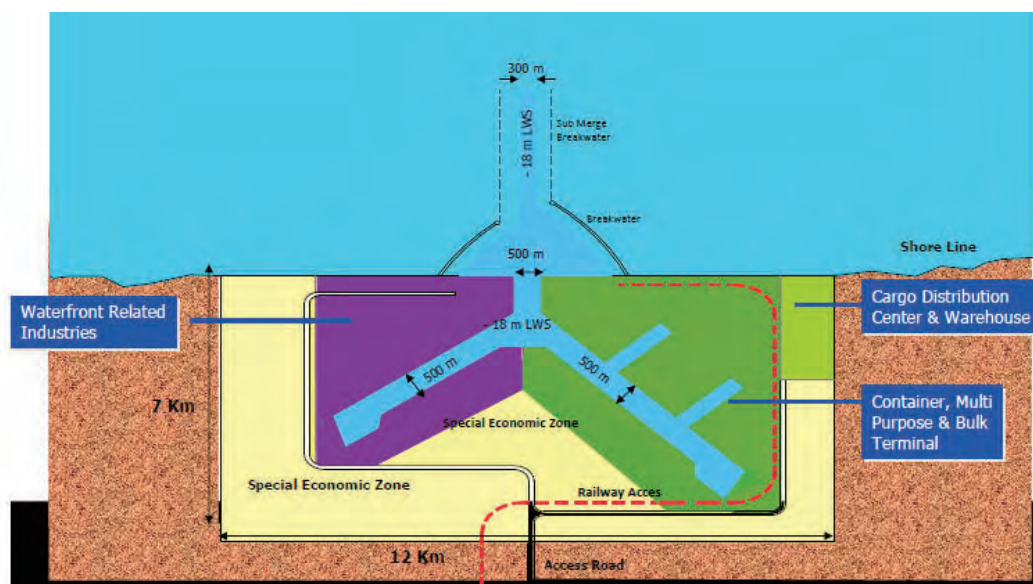 300 m
Sub Merge
Breakwater
- 18 m LWS
Breakwater
500 m
Shore Line
Waterfront Related
Industries
Cargo Distribution
Center & Warehouse
- 18 m LWS
500 m
500 m
7 Km
Container, Multi
Purpose & Bulk
Terminal
Special Economic Zone
Special Economic Zone
Railway Acces
12 Km
Access Road